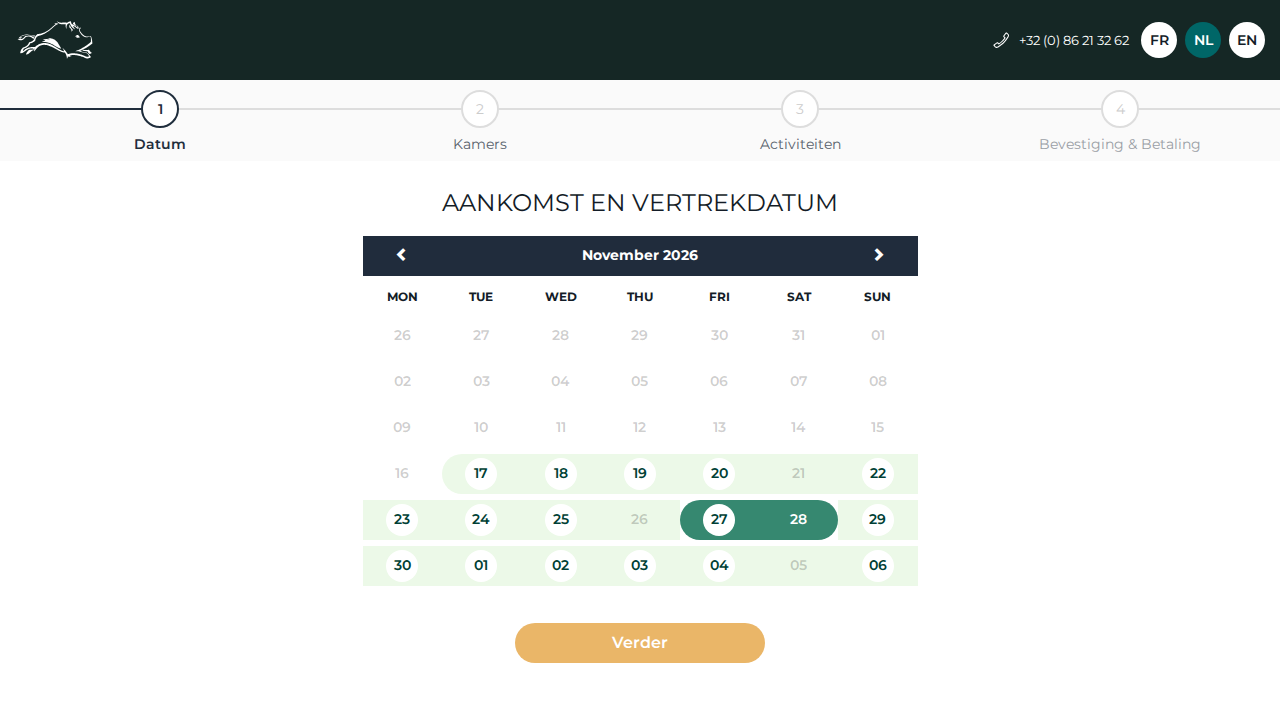 +32 (0) 86 21 32 62 FR NL EN
1 2 3 4
Datum Kamers Activiteiten Bevestiging & Betaling
AANKOMST EN VERTREKDATUM
November 2026
MON TUE WED THU FRI SAT SUN
26 27 28 29 30 31 01
02 03 04 05 06 07 08
09 10 11 12 13 14 15
16 17 18 19 20 21 22
23 24 25 26 27 28 29
30 01 02 03 04 05 06
Verder